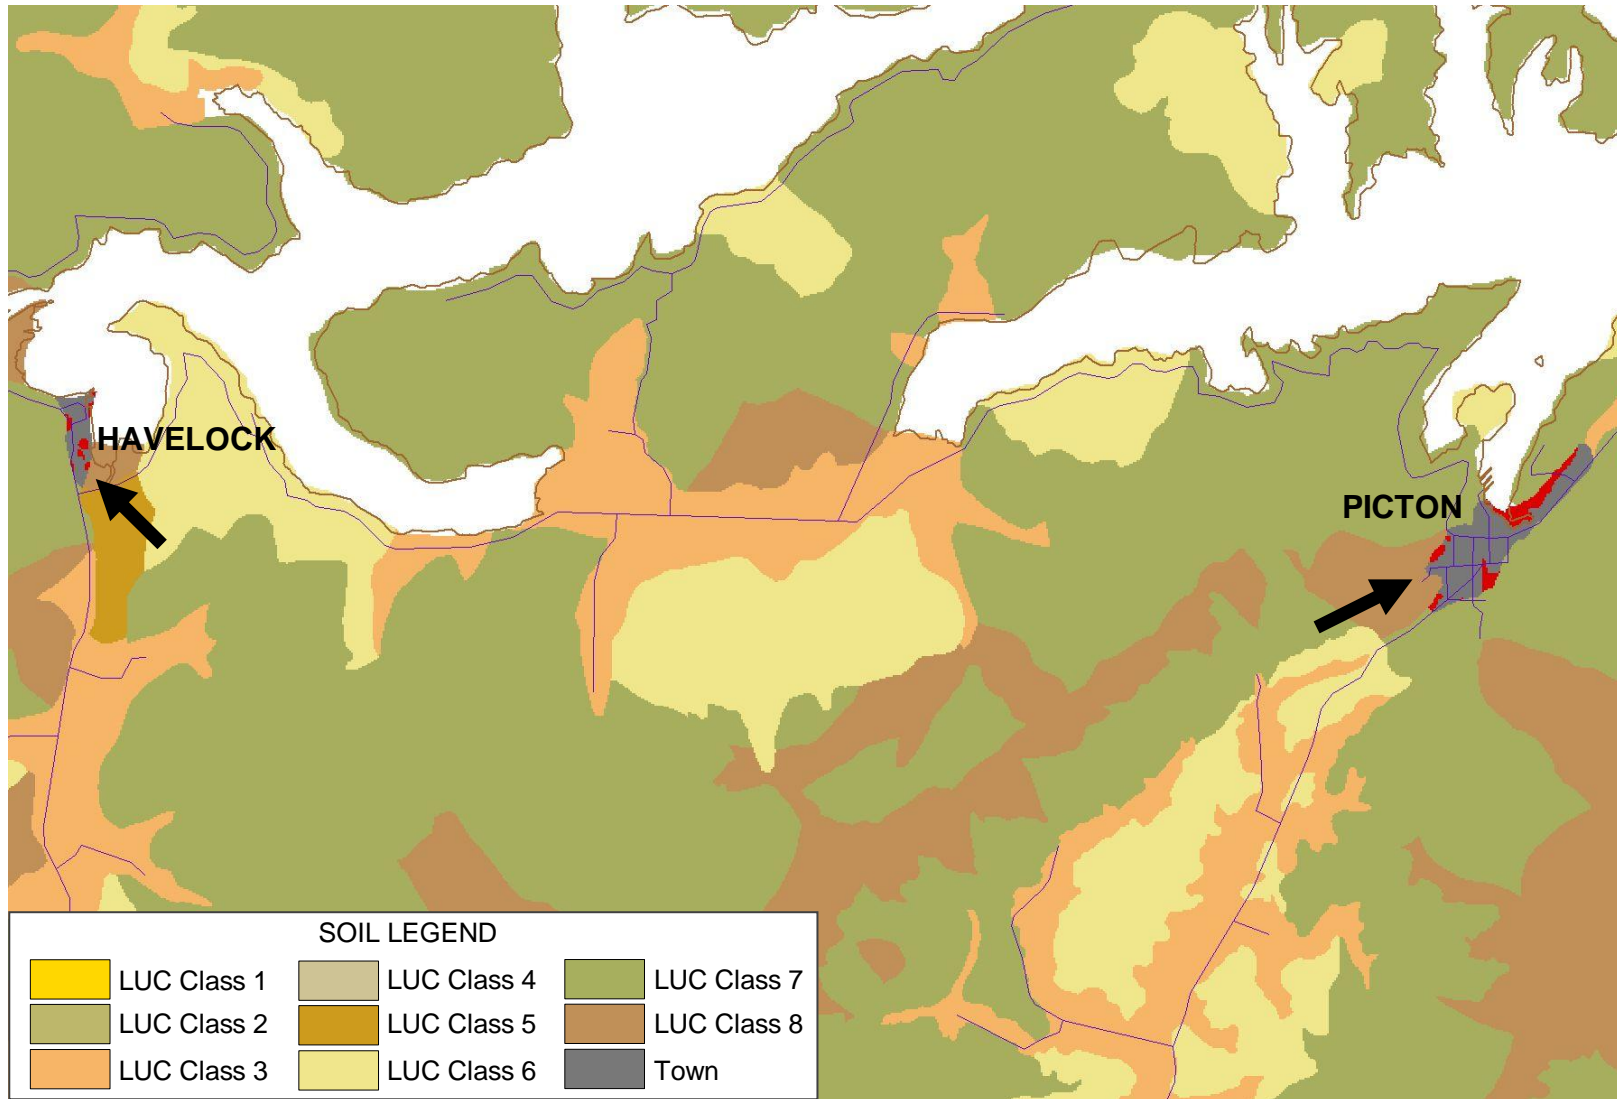 HAVELOCK
PICTON
SOIL LEGEND
LUC Class 1
LUC Class 4
LUC Class 7
LUC Class 2
LUC Class 5
LUC Class 8
LUC Class 3
LUC Class 6
Town